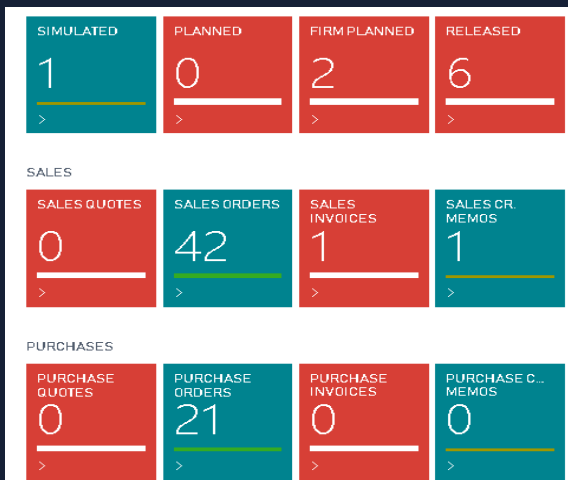 SIMULATED PLANNED FIRM PLANNED RELEASED
1 0 2 6
> > > >
SALES
SALES QUOTES SALES ORDERS SALES INVOICES SALES CR. MEMOS
0 42 1 1
> > > >
PURCHASES
PURCHASE QUOTES PURCHASE ORDERS PURCHASE INVOICES PURCHASE C... MEMOS
0 21 0 0
> > > >